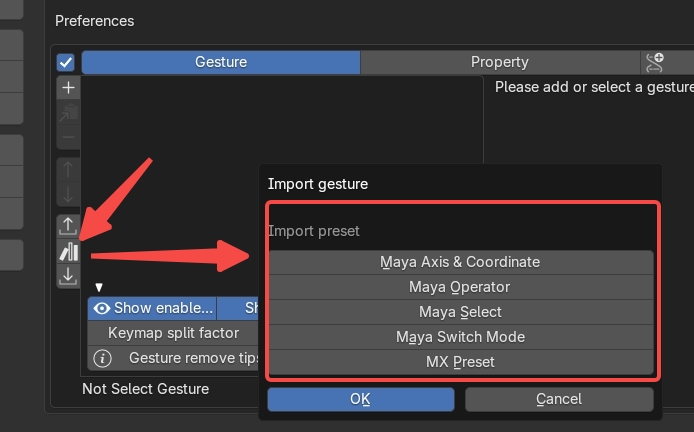 Preferences
Gesture
Property
Please add or select a gesture
Import gesture
Import preset
Maya Axis & Coordinate
Maya Operator
Maya Select
Maya Switch Mode
MX Preset
OK
Cancel
Show enable...
Sh
Keymap split factor
Gesture remove tips
Not Select Gesture